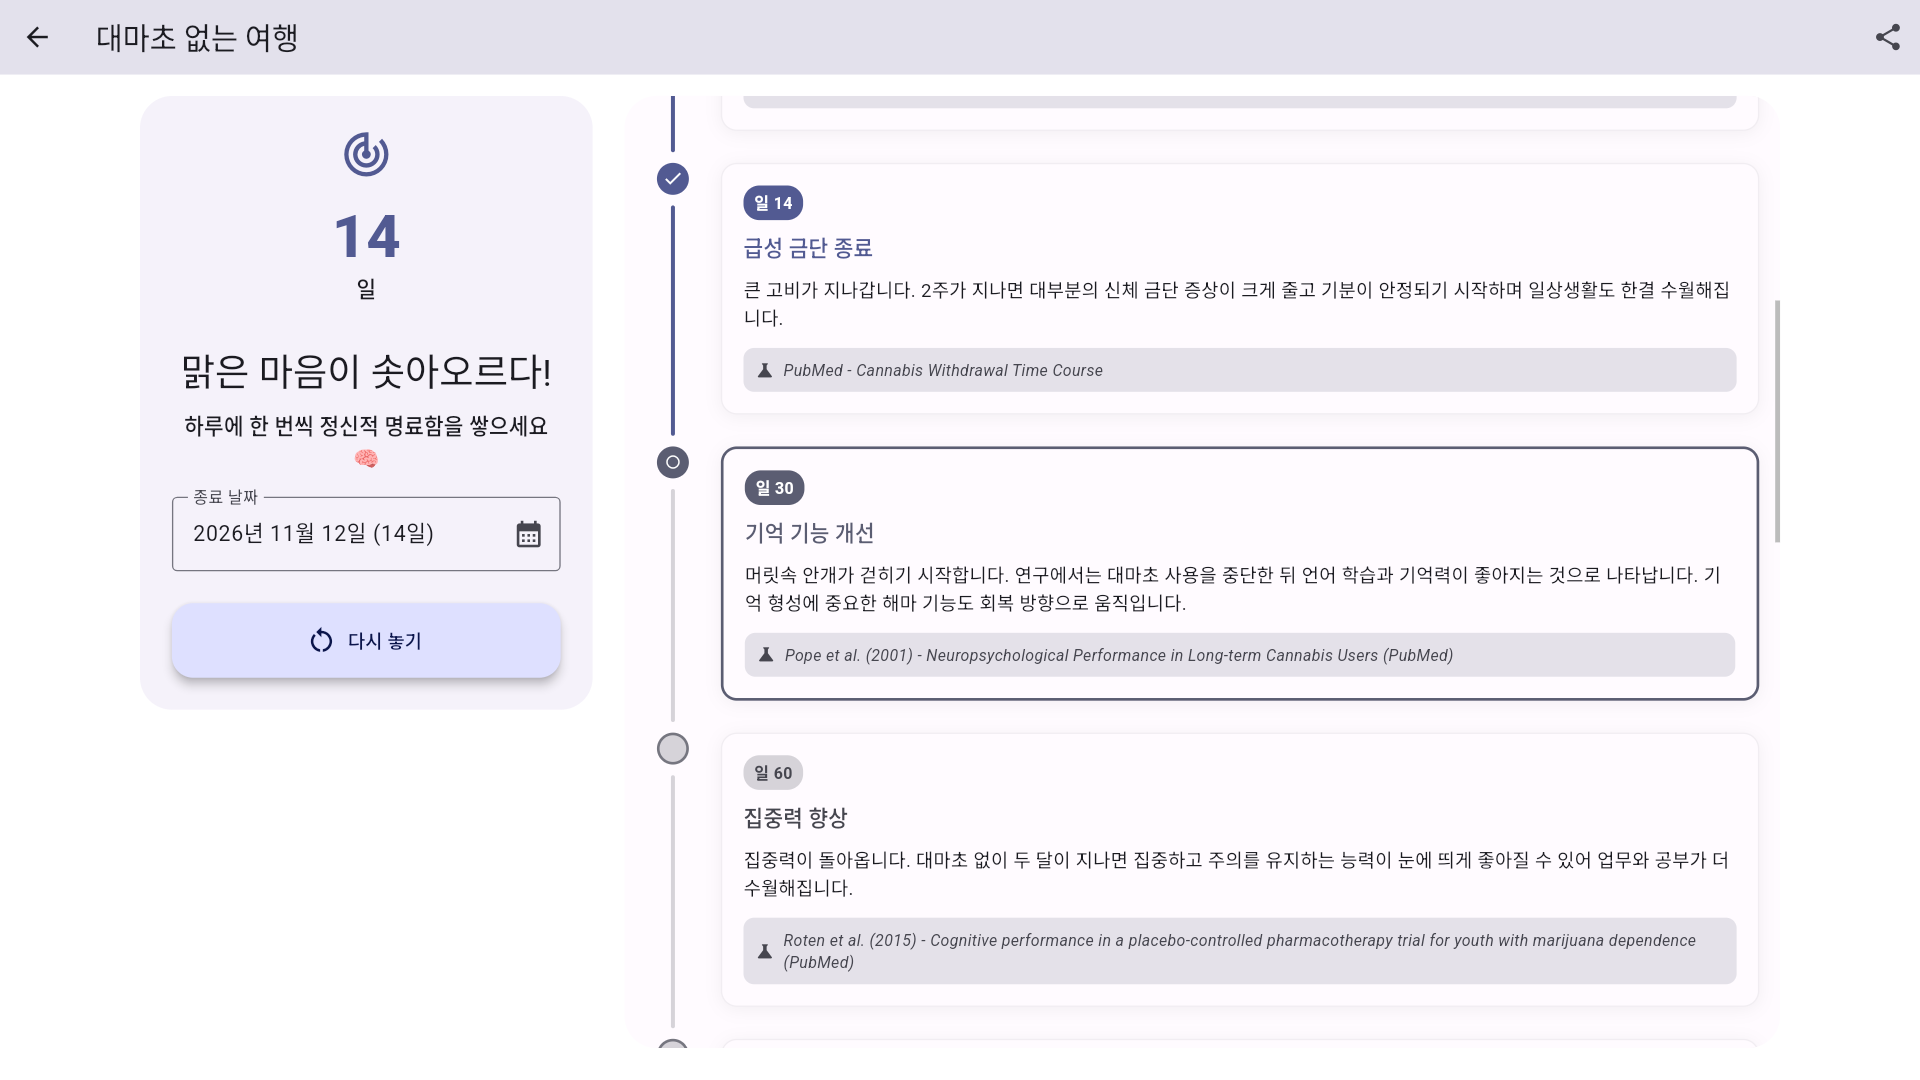 대마초 없는 여행
14
일
맑은 마음이 솟아오르다!
하루에 한 번씩 정신적 명료함을 쌓으세요
🧠
종료 날짜
2026년 11월 12일 (14일)
다시 놓기
일 14
급성 금단 종료
큰 고비가 지나갑니다. 2주가 지나면 대부분의 신체 금단 증상이 크게 줄고 기분이 안정되기 시작하며 일상생활도 한결 수월해집
니다.
PubMed - Cannabis Withdrawal Time Course
일 30
기억 기능 개선
머릿속 안개가 걷히기 시작합니다. 연구에서는 대마초 사용을 중단한 뒤 언어 학습과 기억력이 좋아지는 것으로 나타납니다. 기
억 형성에 중요한 해마 기능도 회복 방향으로 움직입니다.
Pope et al. (2001) - Neuropsychological Performance in Long-term Cannabis Users (PubMed)
일 60
집중력 향상
집중력이 돌아옵니다. 대마초 없이 두 달이 지나면 집중하고 주의를 유지하는 능력이 눈에 띄게 좋아질 수 있어 업무와 공부가 더
수월해집니다.
Roten et al. (2015) - Cognitive performance in a placebo-controlled pharmacotherapy trial for youth with marijuana dependence
(PubMed)